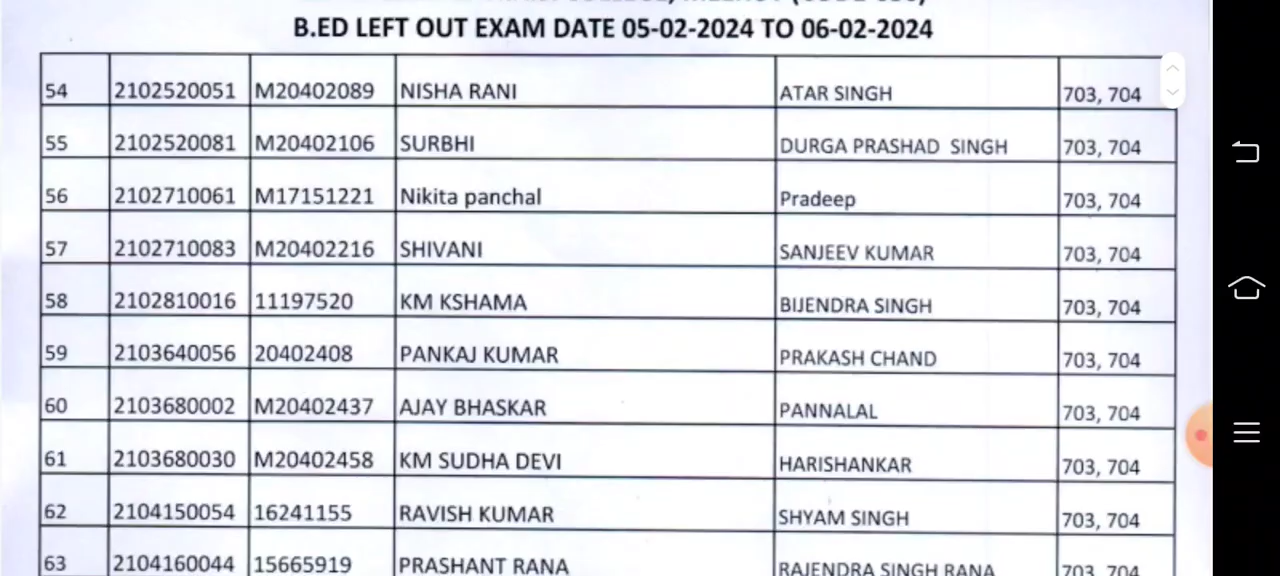 B.ED LEFT OUT EXAM DATE 05-02-2024 TO 06-02-2024
54 2102520051 M20402089 NISHA RANI ATAR SINGH 703, 704
55 2102520081 M20402106 SURBHI DURGA PRASHAD SINGH 703, 704
56 2102710061 M17151221 Nikita panchal Pradeep 703, 704
57 2102710083 M20402216 SHIVANI SANJEEV KUMAR 703, 704
58 2102810016 11197520 KM KSHAMA BIJENDRA SINGH 703, 704
59 2103640056 20402408 PANKAJ KUMAR PRAKASH CHAND 703, 704
60 2103680002 M20402437 AJAY BHASKAR PANNALAL 703, 704
61 2103680030 M20402458 KM SUDHA DEVI HARISHANKAR 703, 704
62 2104150054 16241155 RAVISH KUMAR SHYAM SINGH 703, 704
63 2104160044 15665919 PRASHANT RANA RAJENDRA SINGH RANA 703, 704